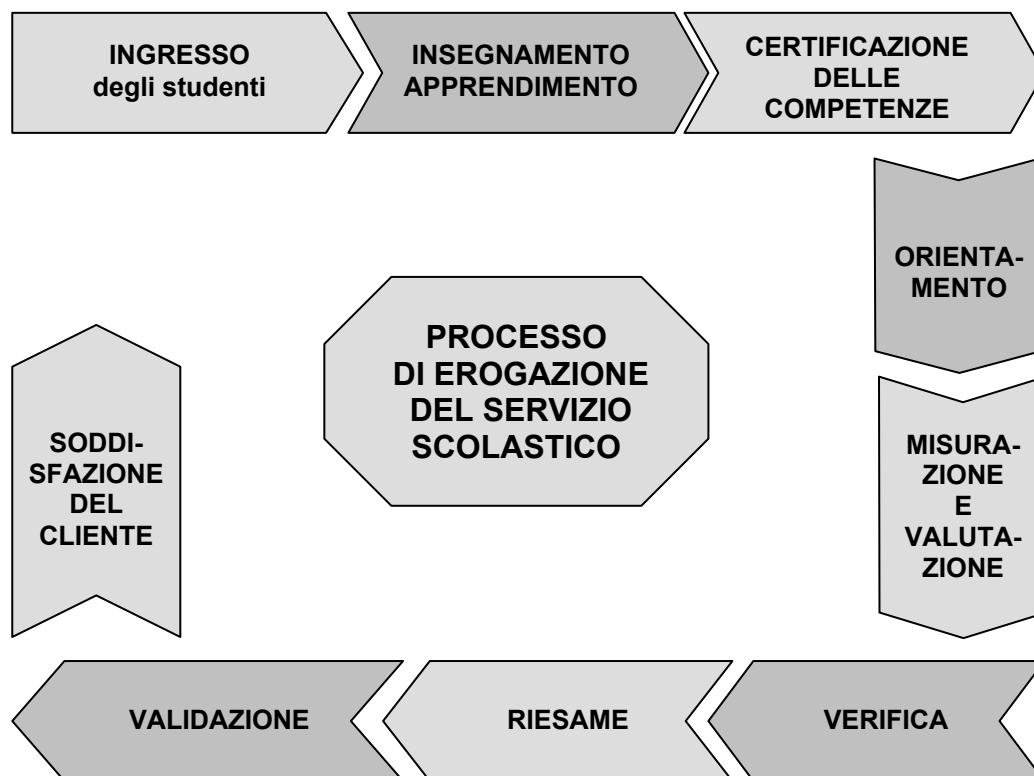 INGRESSO
degli studenti
INSEGNAMENTO
APPRENDIMENTO
CERTIFICAZIONE
DELLE
COMPETENZE
ORIENTA-
MENTO
PROCESSO
DI EROGAZIONE
DEL SERVIZIO
SCOLASTICO
SODDI-
SFAZIONE
DEL
CLIENTE
MISURA-
ZIONE
E
VALUTA-
ZIONE
VALIDAZIONE
RIESAME
VERIFICA